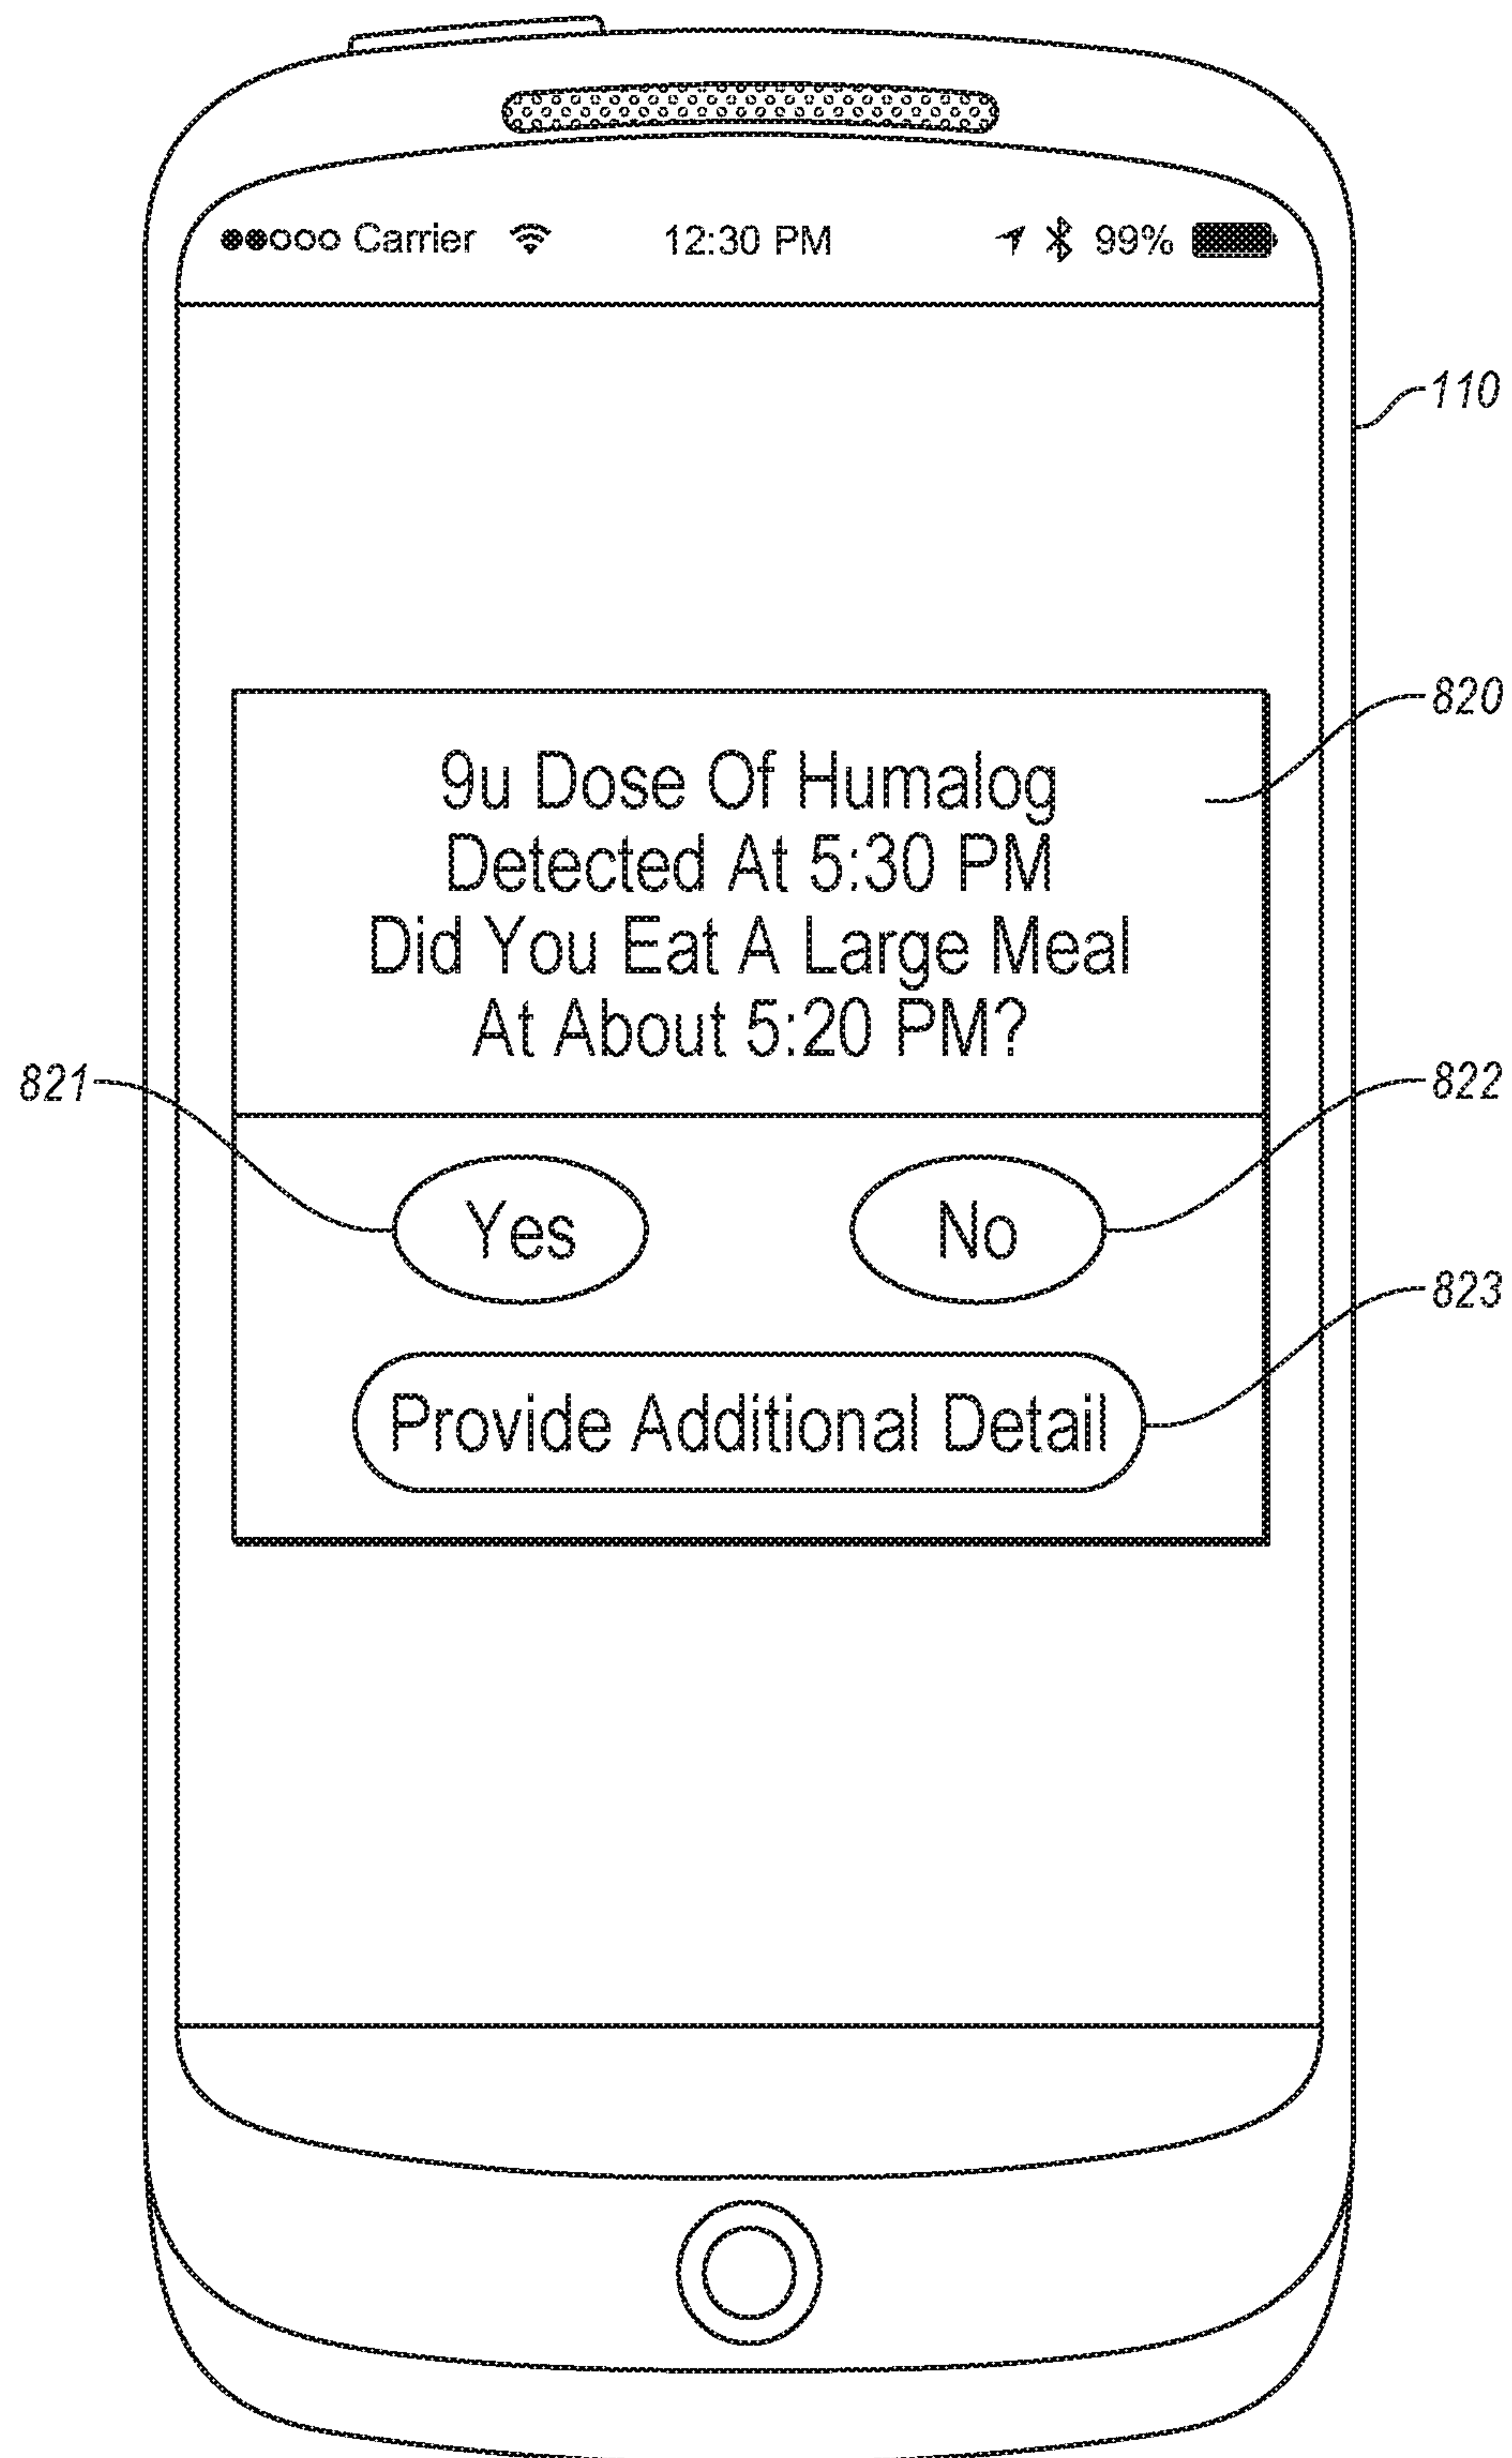 Carrier 12:30 PM 99%
110
820
9u Dose Of Humalog
Detected At 5:30 PM
Did You Eat A Large Meal
At About 5:20 PM?
821
822
Yes No
823
Provide Additional Detail